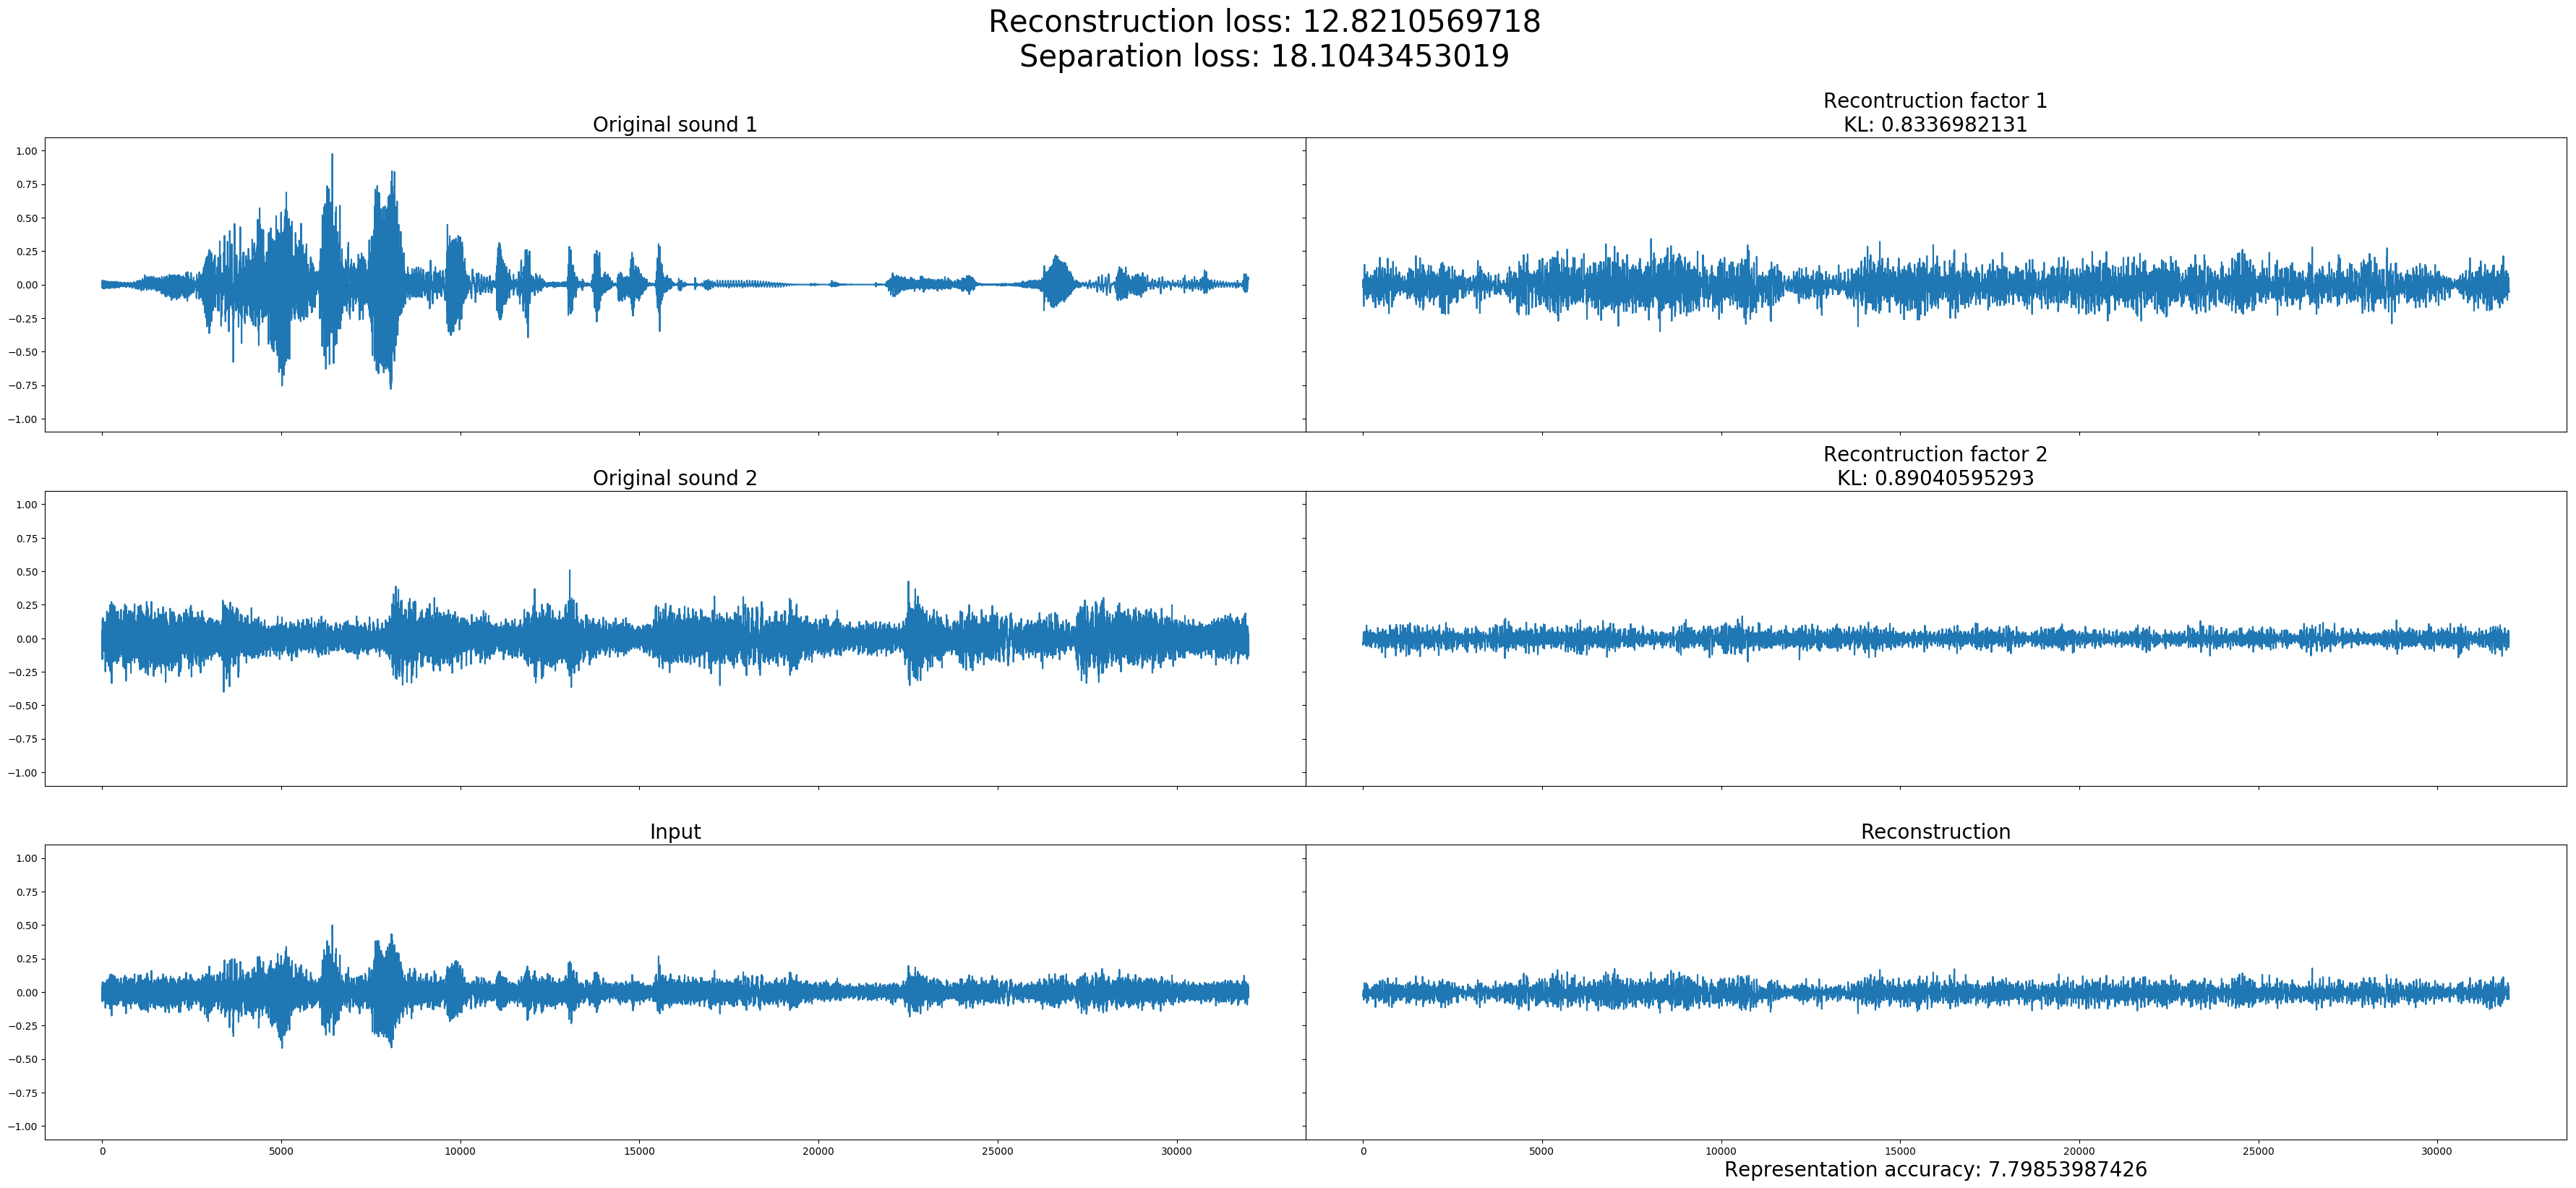 Reconstruction loss: 12.8210569718
Separation loss: 18.1043453019
Original sound 1
Recontruction factor 1
KL: 0.8336982131
1.00
0.75
0.50
0.25
0.00
−0.25
−0.50
−0.75
−1.00
Original sound 2
Recontruction factor 2
KL: 0.89040595293
1.00
0.75
0.50
0.25
0.00
−0.25
−0.50
−0.75
−1.00
Input
Reconstruction
1.00
0.75
0.50
0.25
0.00
−0.25
−0.50
−0.75
−1.00
0 5000 10000 15000 20000 25000 30000
0 5000 10000 15000 20000 25000 30000
Representation accuracy: 7.79853987426